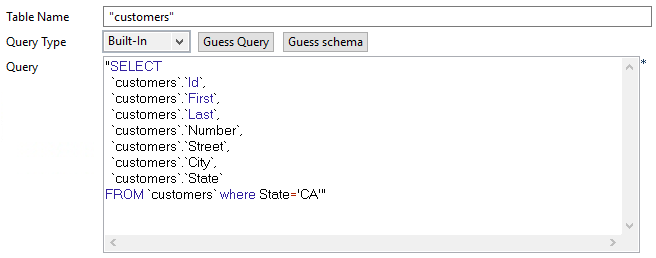 Table Name "customers"
Query Type Built-In Guess Query Guess schema
Query "SELECT *
`customers`.`Id`,
`customers`.`First`,
`customers`.`Last`,
`customers`.`Number`,
`customers`.`Street`,
`customers`.`City`,
`customers`.`State`
FROM `customers` where State='CA'"